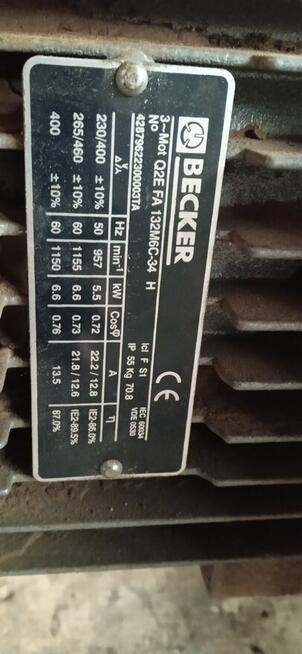 BECKER
CE
3~Mot Q2E FA 132M6C-34 H
Icl F S1
IEC 60034
No
IP 55 Kg 70.8
VDE 0530
42879622300003TA
V Hz min⁻¹ kW Cosφ A η
Δ/Y
230/400 ±10% 50 957 5.5 0.72 22.2 / 12.8 IE2-86.0%
265/460 ±10% 60 1155 6.6 0.73 21.8 / 12.6 IE2-89.5%
400 ±10% 60 1150 6.6 0.76 13.5 87.0%